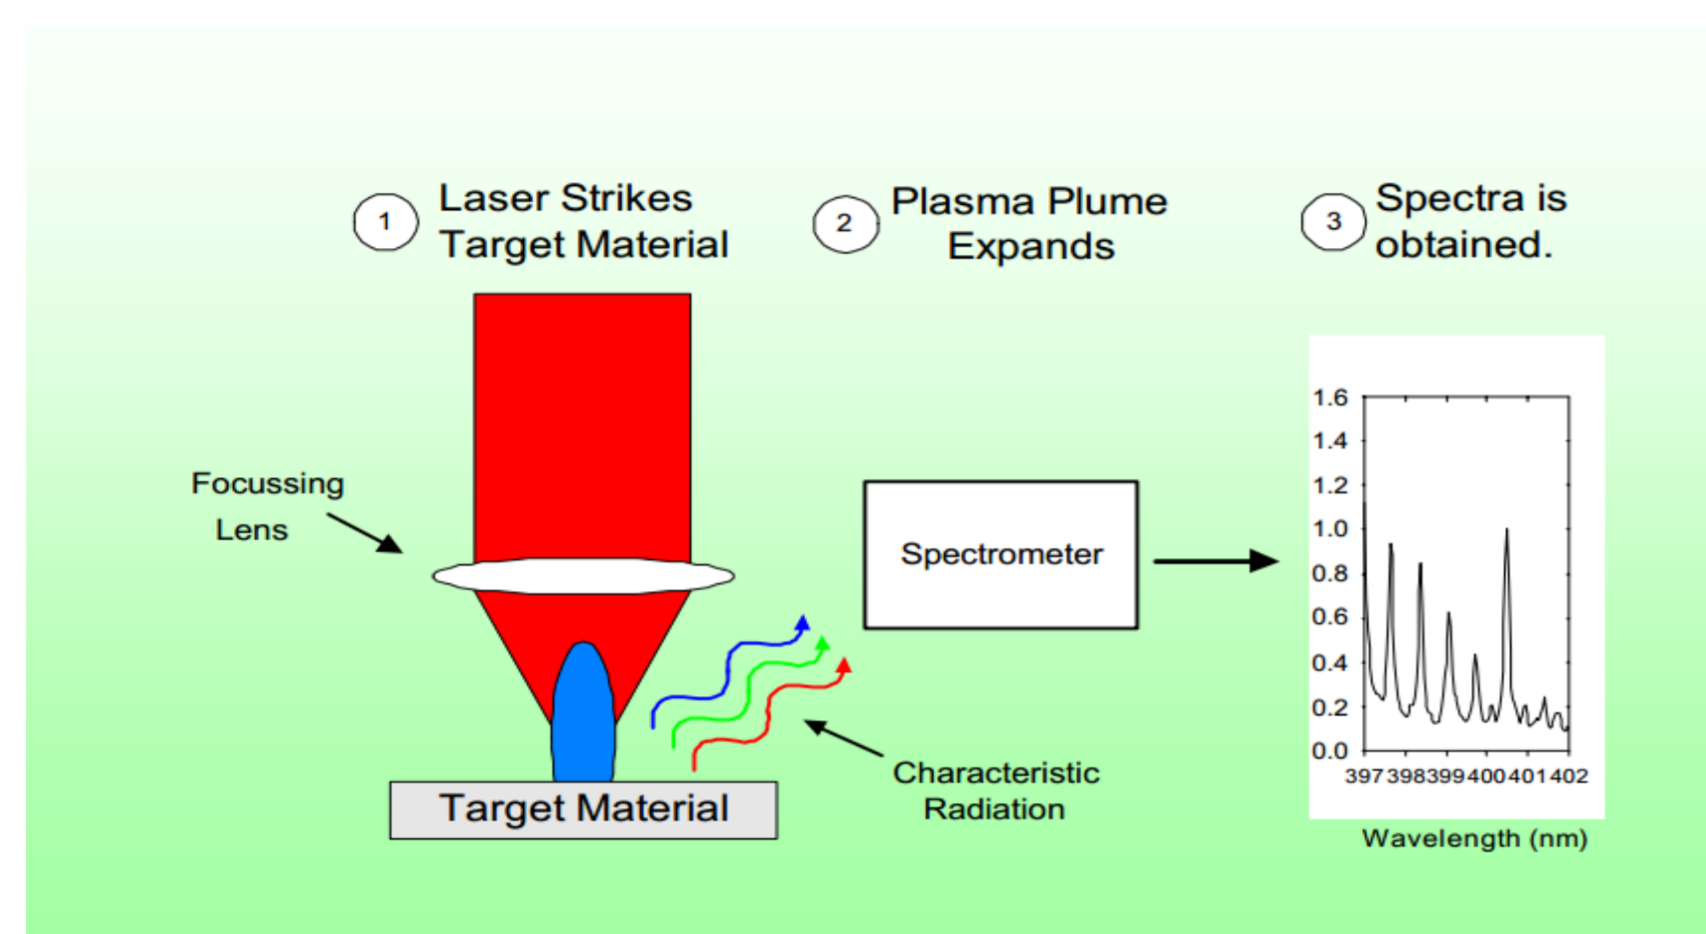 1
Laser Strikes
Target Material
2
Plasma Plume
Expands
3
Spectra is
obtained.
Focussing
Lens
Spectrometer
Characteristic
Radiation
Target Material
1.6
1.4
1.2
1.0
0.8
0.6
0.4
0.2
0.0
397 398 399 400 401 402
Wavelength (nm)